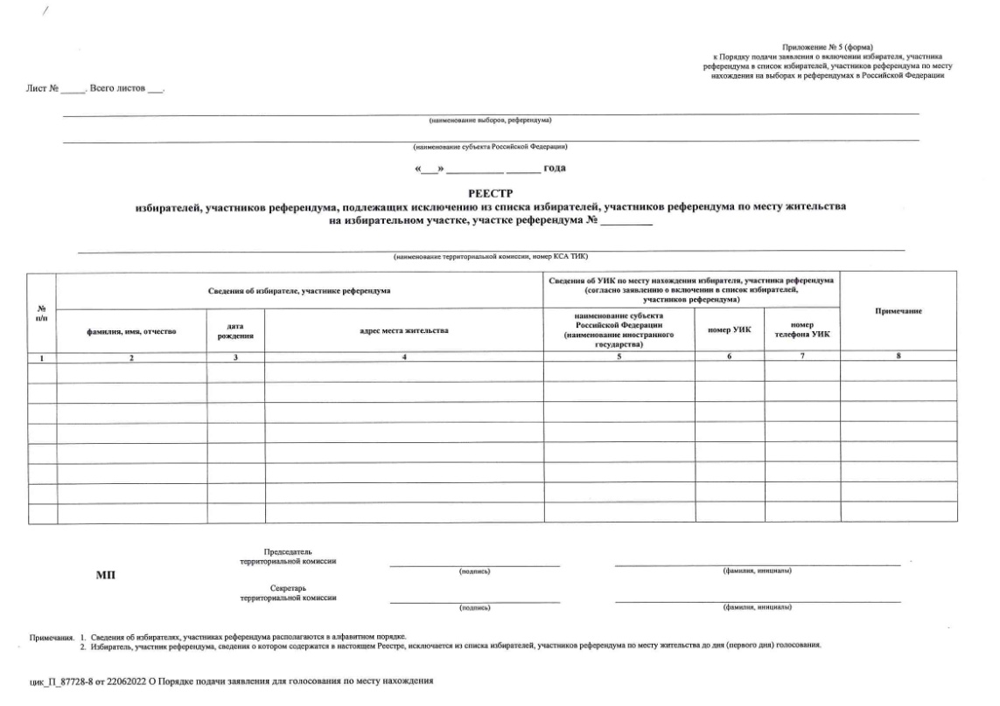 Приложение № 5 (форма)
к Порядку подачи заявления о включении избирателя, участника
референдума в список избирателей, участников референдума по месту
нахождения на выборах и референдумах в Российской Федерации
Лист № _____. Всего листов ___.
(наименование выборов, референдума)
(наименование субъекта Российской Федерации)
«___» ___________ ______ года
РЕЕСТР
избирателей, участников референдума, подлежащих исключению из списка избирателей, участников референдума по месту жительства
на избирательном участке, участке референдума № _________
(наименование территориальной комиссии, номер КСА ТИК)
№
п/п
Сведения об избирателе, участнике референдума
Сведения об УИК по месту нахождения избирателя, участника референдума
(согласно заявлению о включении в список избирателей,
участников референдума)
Примечание
фамилия, имя, отчество
дата
рождения
адрес места жительства
наименование субъекта
Российской Федерации
(наименование иностранного
государства)
номер УИК
номер
телефона УИК
1 2 3 4 5 6 7 8
Председатель
территориальной комиссии
(подпись) (фамилия, инициалы)
МП
Секретарь
территориальной комиссии
(подпись) (фамилия, инициалы)
Примечания. 1. Сведения об избирателях, участниках референдума располагаются в алфавитном порядке.
2. Избиратель, участник референдума, сведения о котором содержатся в настоящем Реестре, исключается из списка избирателей, участников референдума по месту жительства до дня (первого дня) голосования.
цик_П_87728-8 от 22062022 О Порядке подачи заявления для голосования по месту нахождения